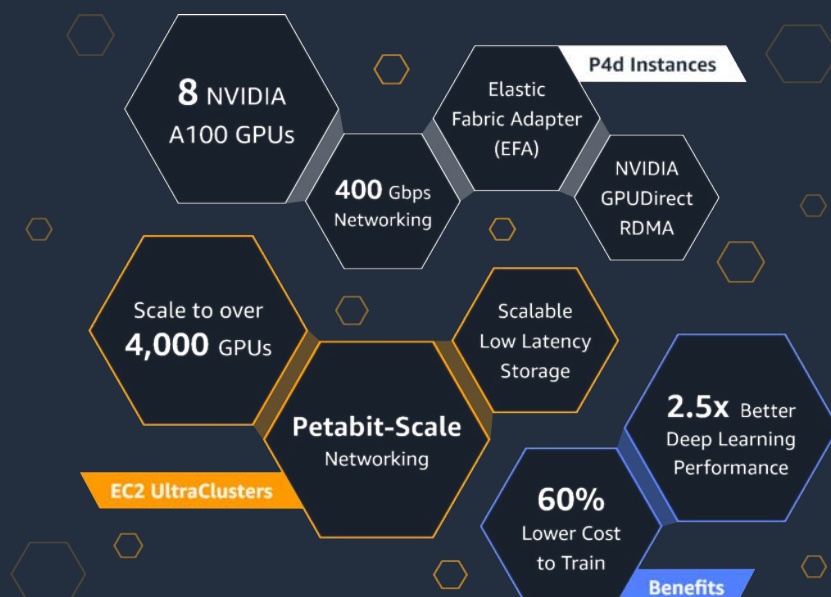 P4d Instances
8 NVIDIA
A100 GPUs
400 Gbps
Networking
Elastic
Fabric Adapter
(EFA)
NVIDIA
GPUDirect
RDMA
Scale to over
4,000 GPUs
Petabit-Scale
Networking
Scalable
Low Latency
Storage
EC2 UltraClusters
2.5x Better
Deep Learning
Performance
60%
Lower Cost
to Train
Benefits